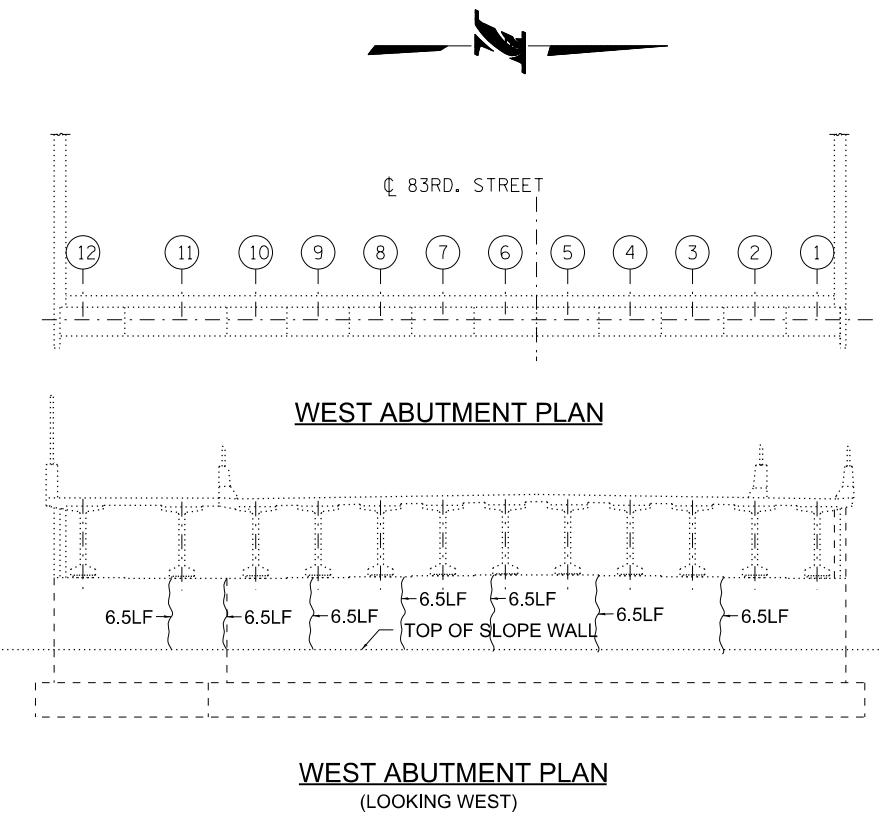 ℄ 83RD. STREET
12 11 10 9 8 7 6 5 4 3 2 1
WEST ABUTMENT PLAN
6.5LF 6.5LF 6.5LF 6.5LF 6.5LF 6.5LF 6.5LF
TOP OF SLOPE WALL
WEST ABUTMENT PLAN
(LOOKING WEST)